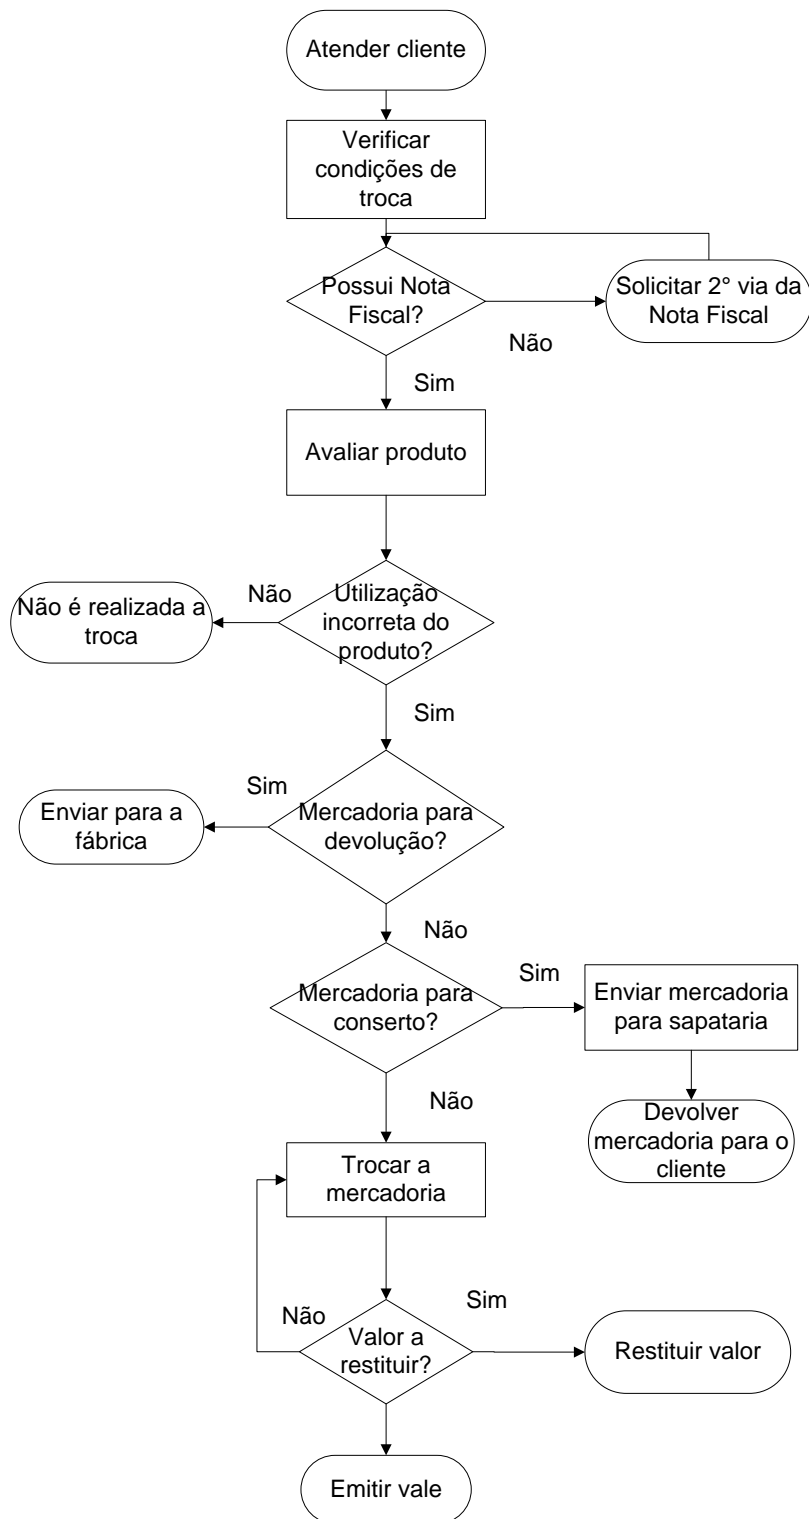 Atender cliente
Verificar
condições de
troca
Possui Nota
Fiscal?
Solicitar 2° via da
Nota Fiscal
Não
Sim
Avaliar produto
Não é realizada a
troca
Não
Utilização
incorreta do
produto?
Sim
Enviar para a
fábrica
Sim
Mercadoria para
devolução?
Não
Mercadoria para
conserto?
Sim
Enviar mercadoria
para sapataria
Não
Devolver
mercadoria para o
cliente
Trocar a
mercadoria
Não
Sim
Valor a
restituir?
Restituir valor
Emitir vale